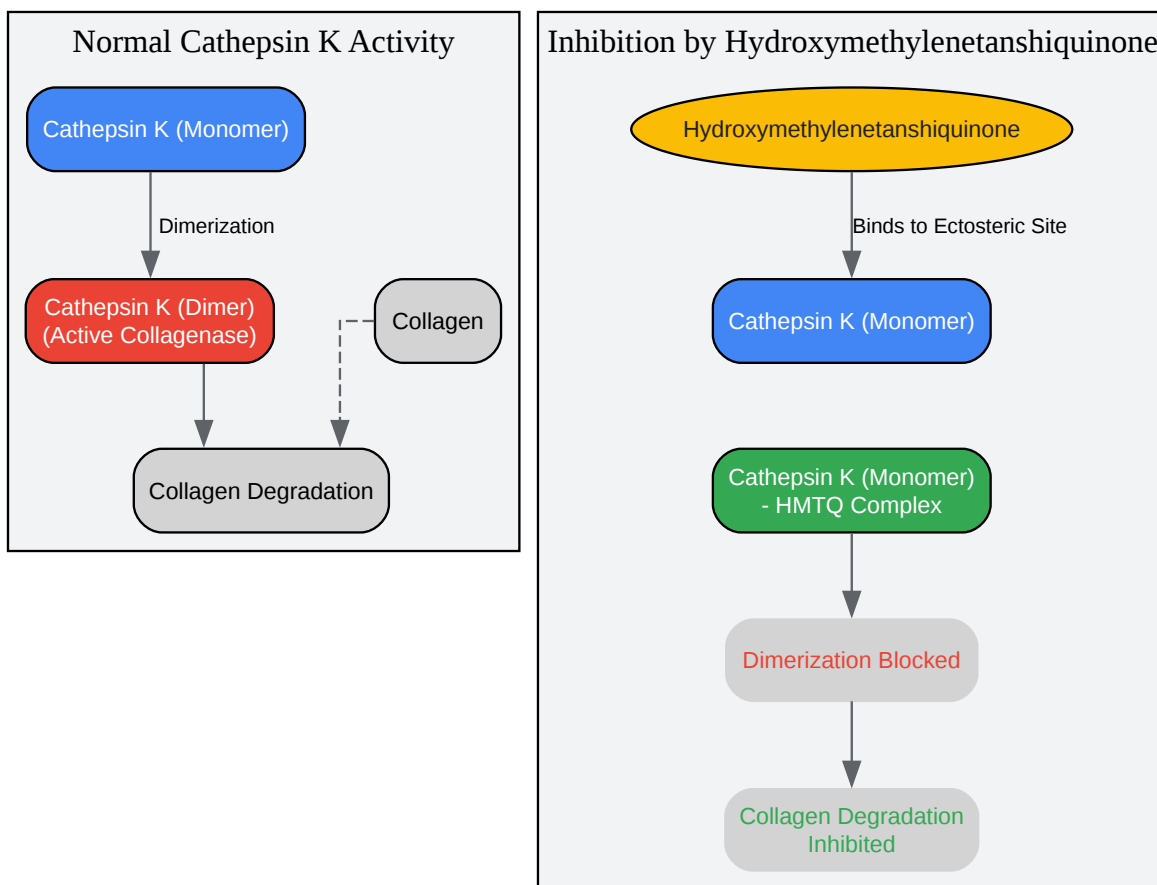 Normal Cathepsin K Activity
Cathepsin K (Monomer)
Dimerization
Cathepsin K (Dimer)
(Active Collagenase)
Collagen
Collagen Degradation
Inhibition by Hydroxymethylenetanshiquinone
Hydroxymethylenetanshiquinone
Binds to Ectosteric Site
Cathepsin K (Monomer)
Cathepsin K (Monomer)
- HMTQ Complex
Dimerization Blocked
Collagen Degradation
Inhibited